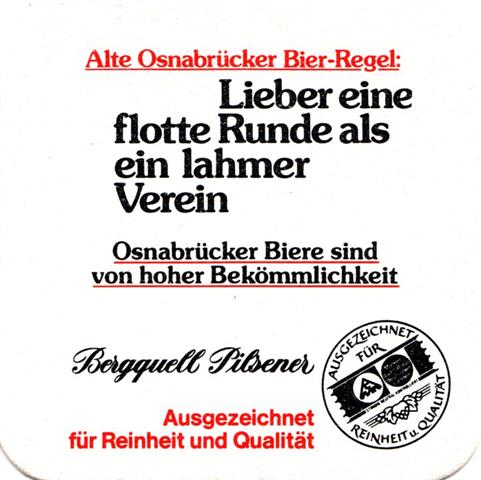 Alte Osnabrücker Bier-Regel:
Lieber eine
flotte Runde als
ein lahmer
Verein
Osnabrücker Biere sind
von hoher Bekömmlichkeit
Bergquell Pilsener
Ausgezeichnet
für Reinheit und Qualität
AUSGEZEICHNET
FÜR
REINHEIT u. QUALITÄT